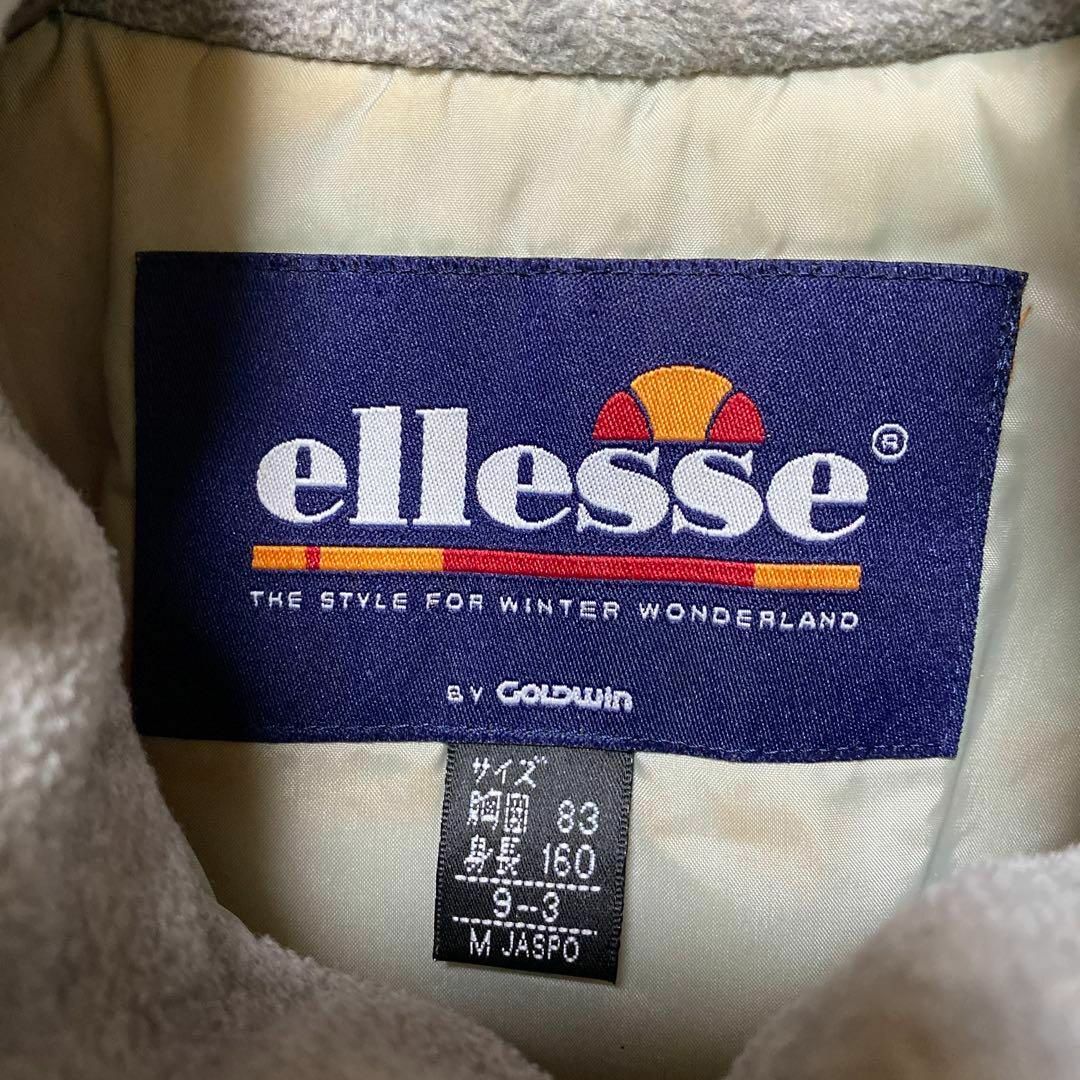 ellesse®
THE STYLE FOR WINTER WONDERLAND
BY GOLDWIN
サイズ
胸囲 83
身長 160
9-3
M JASPO